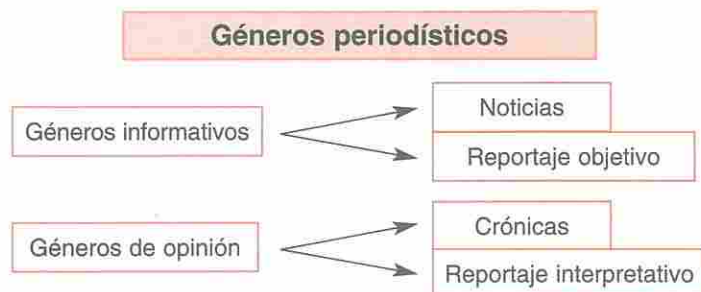 Géneros periodísticos
Géneros informativos
Noticias
Reportaje objetivo
Géneros de opinión
Crónicas
Reportaje interpretativo